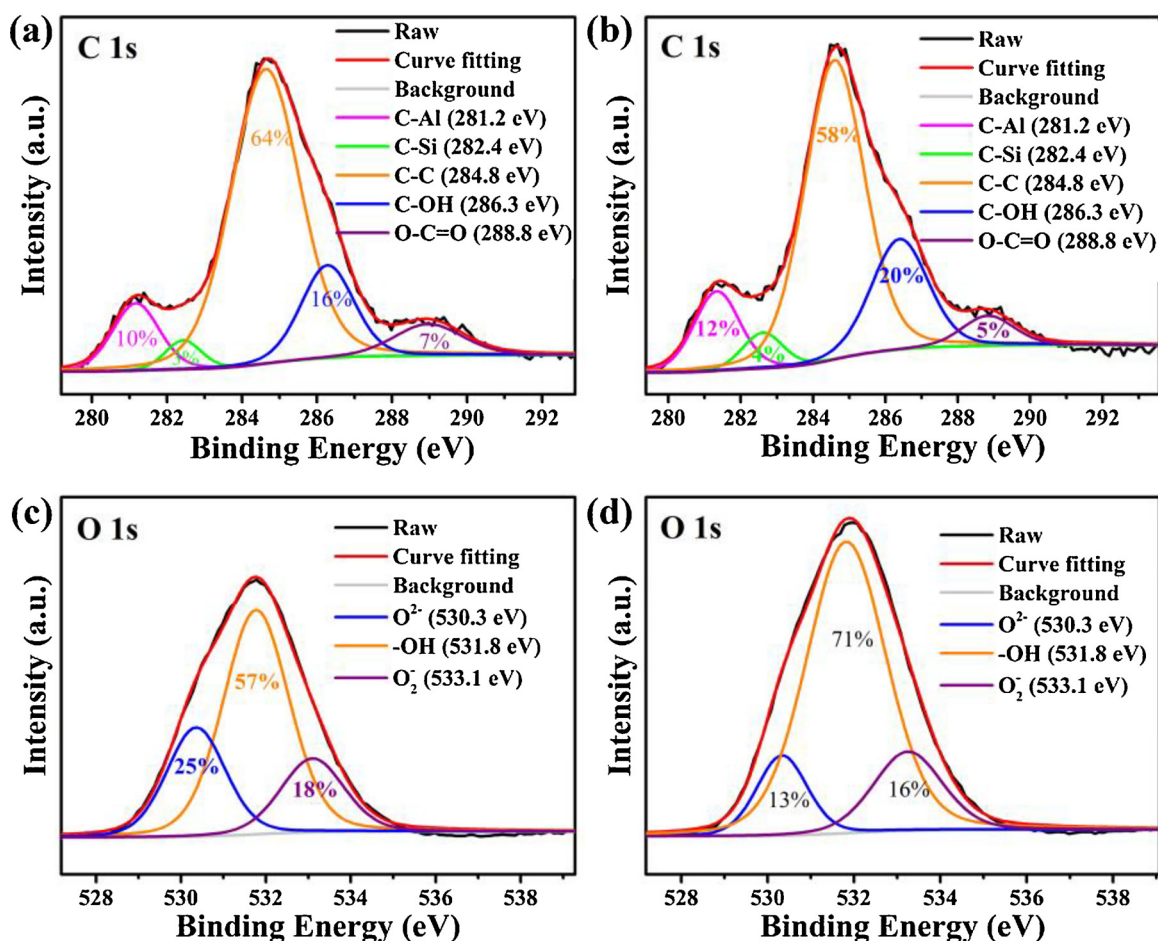 (a)
C 1s
Raw
Curve fitting
Background
C-Al (281.2 eV)
C-Si (282.4 eV)
C-C (284.8 eV)
C-OH (286.3 eV)
O-C=O (288.8 eV)
64%
10%
3%
16%
7%
Intensity (a.u.)
280 282 284 286 288 290 292
Binding Energy (eV)
(b)
C 1s
Raw
Curve fitting
Background
C-Al (281.2 eV)
C-Si (282.4 eV)
C-C (284.8 eV)
C-OH (286.3 eV)
O-C=O (288.8 eV)
58%
12%
4%
20%
5%
Intensity (a.u.)
280 282 284 286 288 290 292
Binding Energy (eV)
(c)
O 1s
Raw
Curve fitting
Background
O²⁻ (530.3 eV)
-OH (531.8 eV)
O₂⁻ (533.1 eV)
57%
25%
18%
Intensity (a.u.)
528 530 532 534 536 538
Binding Energy (eV)
(d)
O 1s
Raw
Curve fitting
Background
O²⁻ (530.3 eV)
-OH (531.8 eV)
O₂⁻ (533.1 eV)
71%
13%
16%
Intensity (a.u.)
528 530 532 534 536 538
Binding Energy (eV)